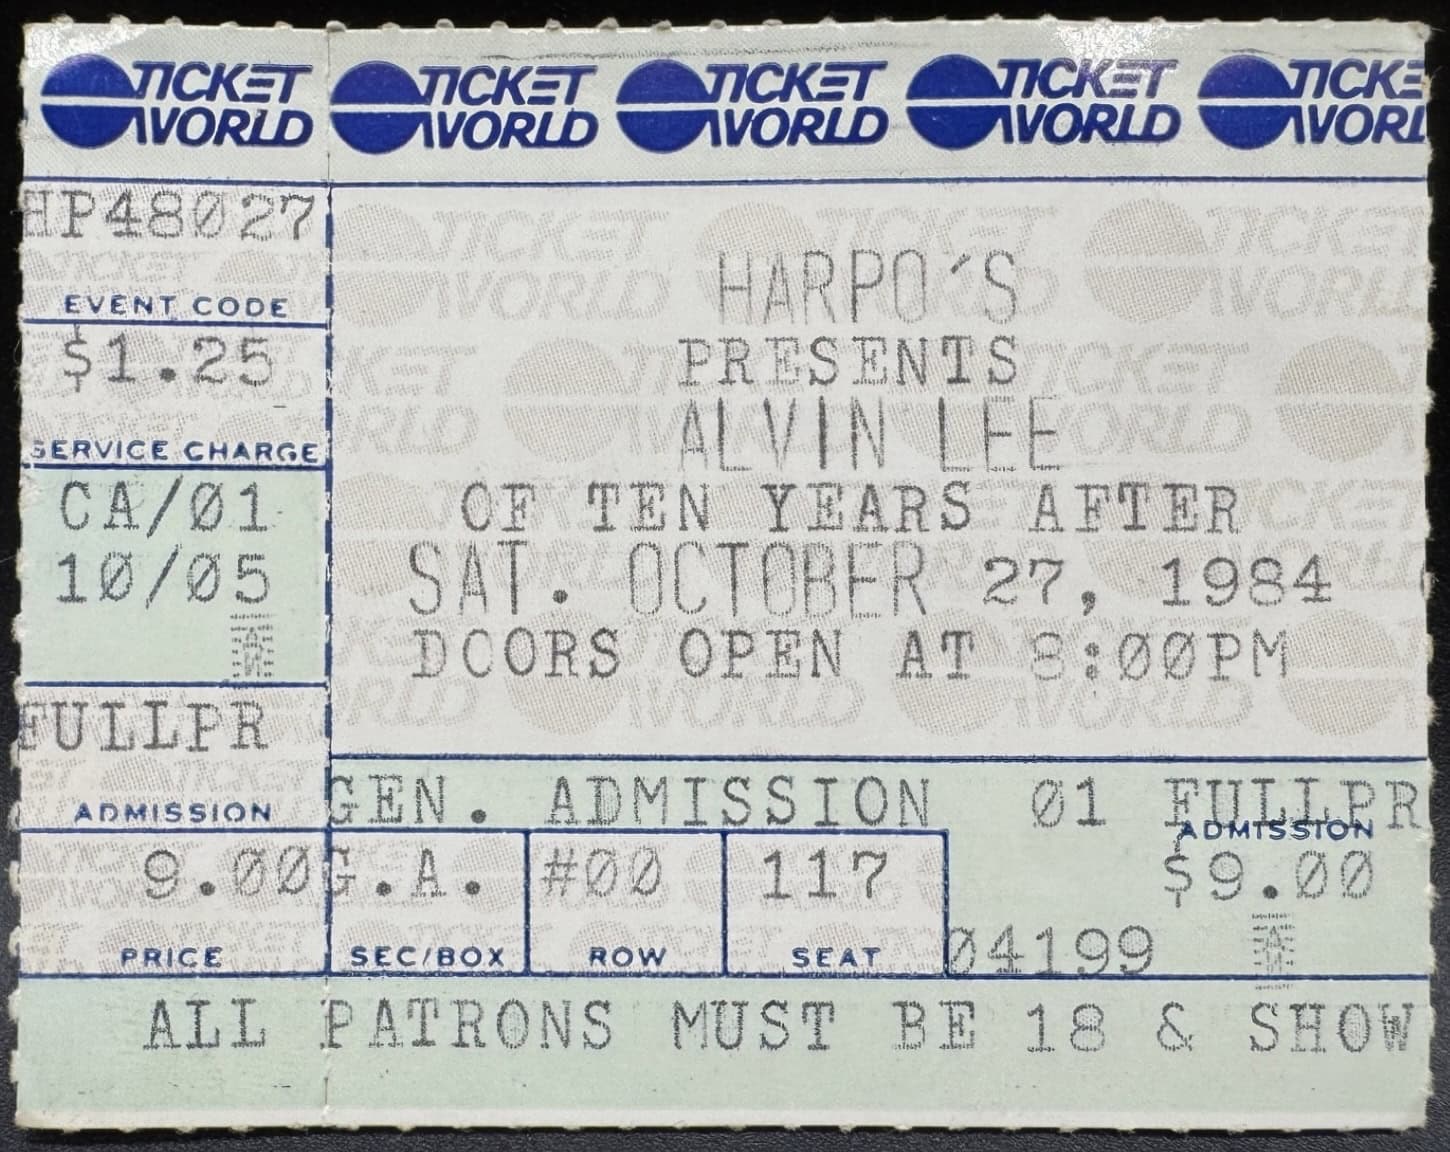 TICKET WORLD TICKET WORLD TICKET WORLD TICKET WORLD TICKE WORL
HP48027
EVENT CODE
$1.25
SERVICE CHARGE
CA/01
10/05
FULLPR
ADMISSION
9.00
PRICE
HARPO'S
PRESENTS
ALVIN LEE
OF TEN YEARS AFTER
SAT. OCTOBER 27, 1984
DOORS OPEN AT 8:00PM
GEN. ADMISSION 01 FULLPR
ADMISSION
G.A. #00 117 $9.00
SEC/BOX ROW SEAT
04199
ALL PATRONS MUST BE 18 & SHOW